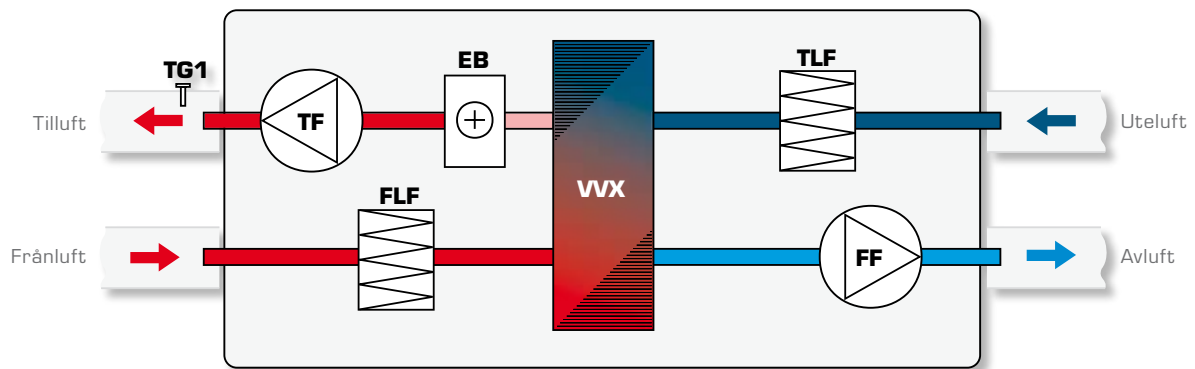 EB
TLF
TG1
TF
Tilluft
Uteluft
VVX
FLF
Frånluft
FF
Avluft